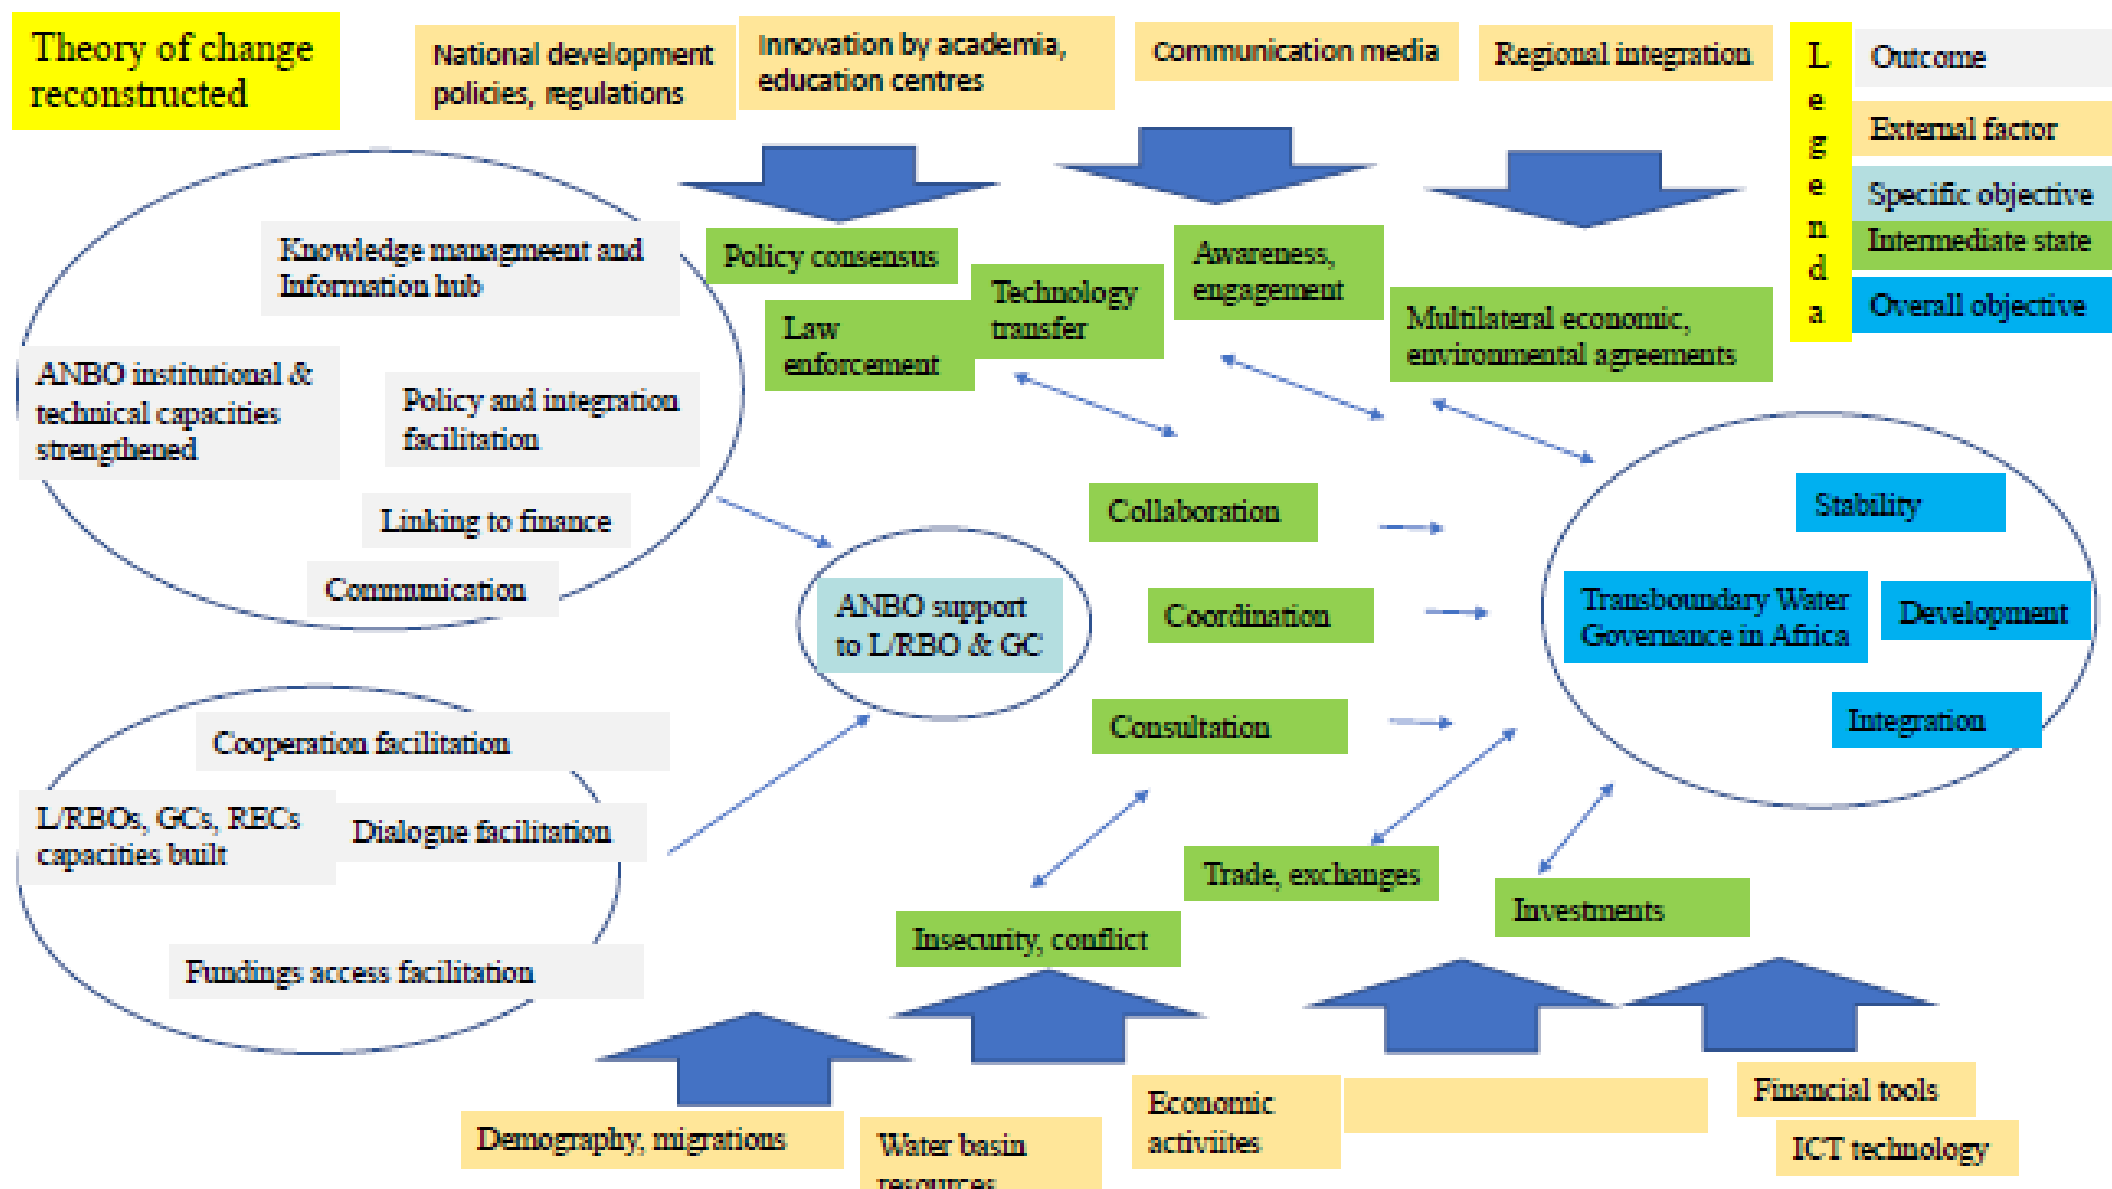 Theory of change
reconstructed
National development
policies, regulations
Innovation by academia,
education centres
Communication media
Regional integration
L
e
g
e
n
d
a
Outcome
External factor
Specific objective
Intermediate state
Overall objective
Knowledge managmeent and
Information hub
ANBO institutional &
technical capacities
strengthened
Policy and integration
facilitation
Linking to finance
Communication
Policy consensus
Law
enforcement
Technology
transfer
Awareness,
engagement
Multilateral economic,
environmental agreements
Collaboration
Coordination
Consultation
ANBO support
to L/RBO & GC
Stability
Transboundary Water
Governance in Africa
Development
Integration
Cooperation facilitation
L/RBOs, GCs, RECs
capacities built
Dialogue facilitation
Fundings access facilitation
Trade, exchanges
Investments
Insecurity, conflict
Demography, migrations
Water basin
resources
Economic
activiites
Financial tools
ICT technology